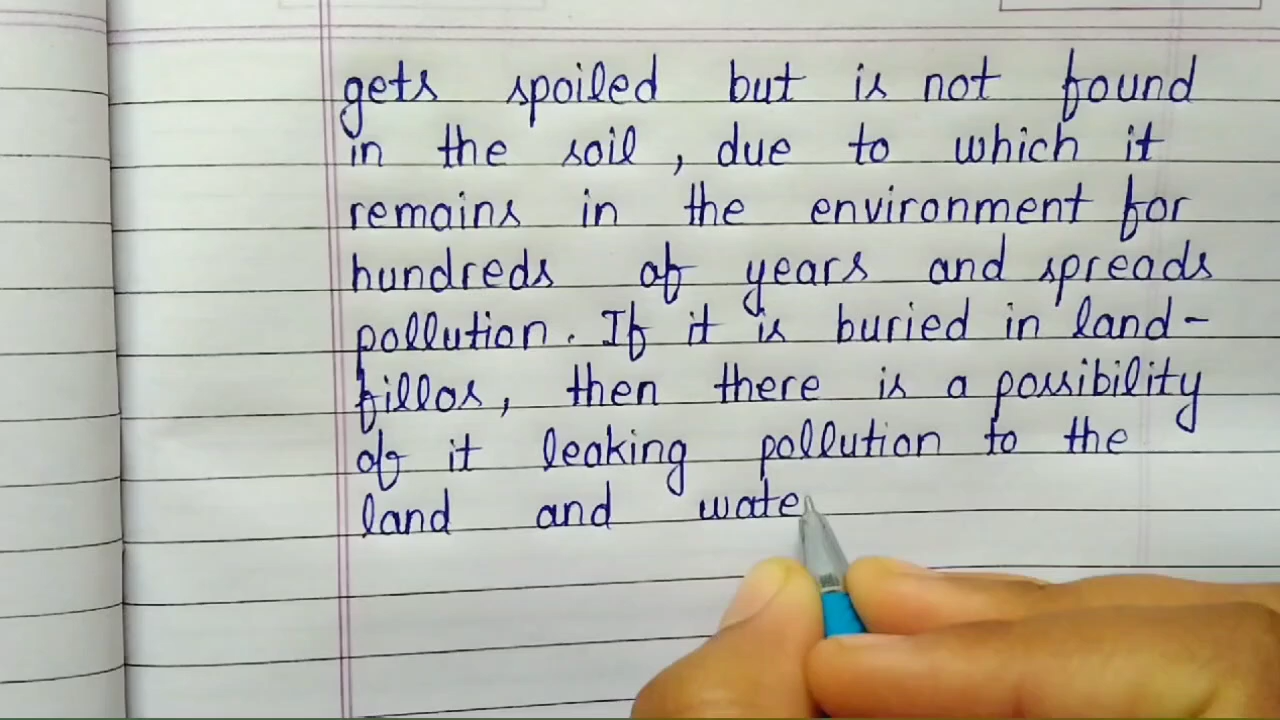 gets spoiled but is not found
in the soil, due to which it
remains in the environment for
hundreds of years and spreads
pollution. If it is buried in land-
fillos, then there is a possibility
of it leaking pollution to the
land and wate